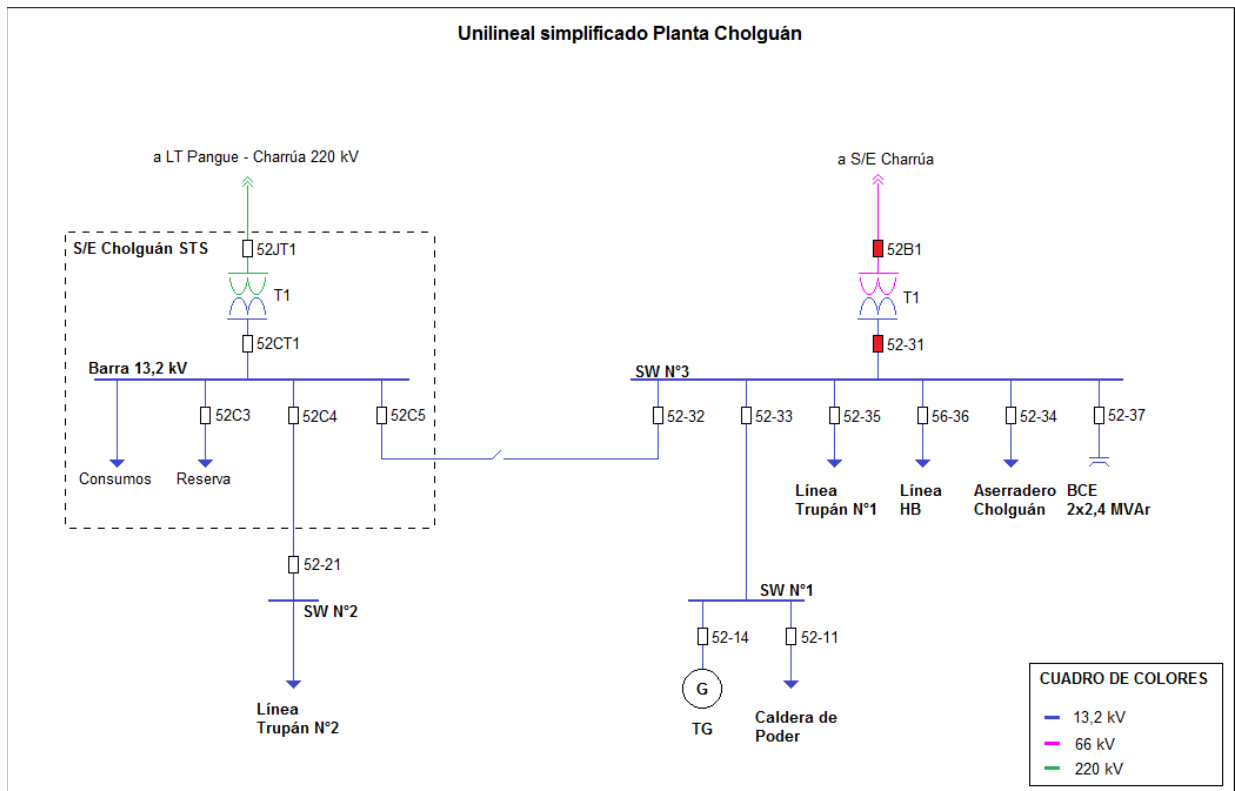 Unilineal simplificado Planta Cholguán
a LT Pangue - Charrúa 220 kV
a S/E Charrúa
S/E Cholguán STS
52JT1
52B1
T1
T1
52CT1
52-31
Barra 13,2 kV
SW N°3
52C3
52C4
52C5
52-32
52-33
52-35
56-36
52-34
52-37
Consumos
Reserva
Línea
Trupán N°1
Línea
HB
Aserradero
Cholguán
BCE
2x2,4 MVAr
52-21
SW N°2
SW N°1
52-14
52-11
G
TG
Línea
Trupán N°2
Caldera de
Poder
CUADRO DE COLORES
13,2 kV
66 kV
220 kV